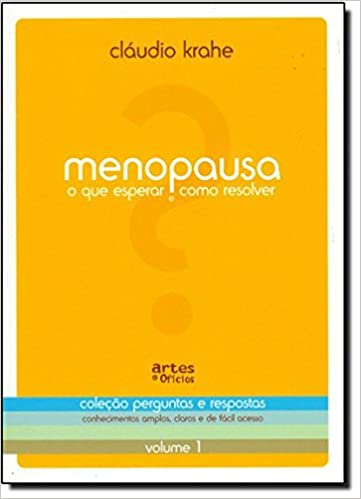 cláudio krahe
?
menopausa
o que esperar e como resolver
artes
e ofícios
coleção perguntas e respostas
conhecimentos amplos, claros e de fácil acesso
volume 1